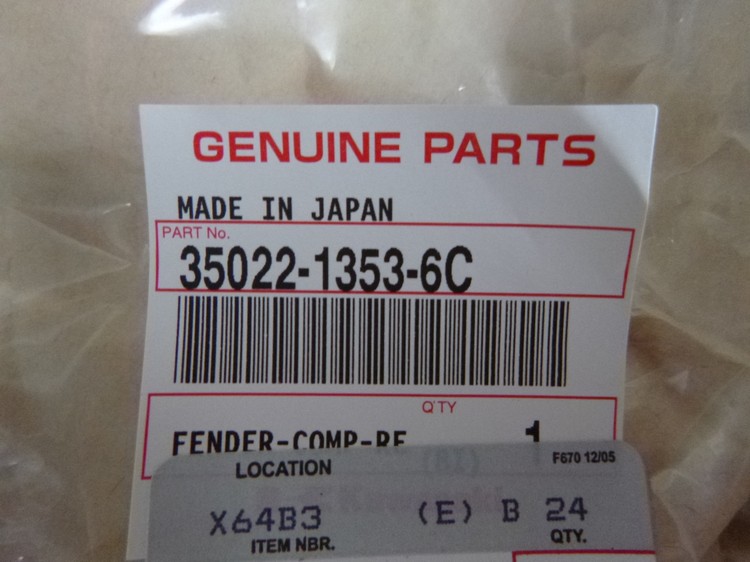 GENUINE PARTS
MADE IN JAPAN
PART No.
35022-1353-6C
Q'TY
FENDER-COMP-RE 1
F670 12/05
LOCATION
X64B3 (E) B 24
ITEM NBR. QTY.